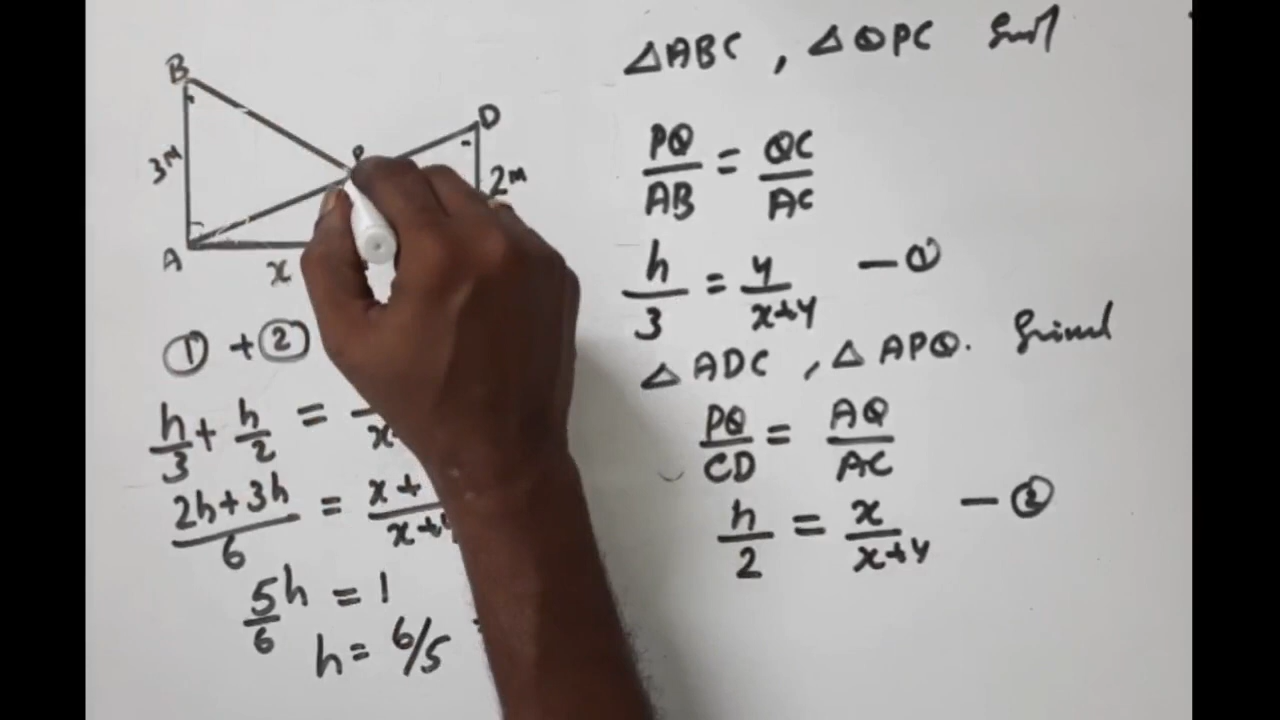 B
D
P
3M
2M
A
x
① + ②
h/3 + h/2 =
2h+3h/6 = x+
5h/6 = 1
h = 6/5
△ABC , △QPC
PQ/AB = QC/AC
h/3 = y/x+y — ①
△ADC , △APQ.
PQ/CD = AQ/AC
h/2 = x/x+y — ②